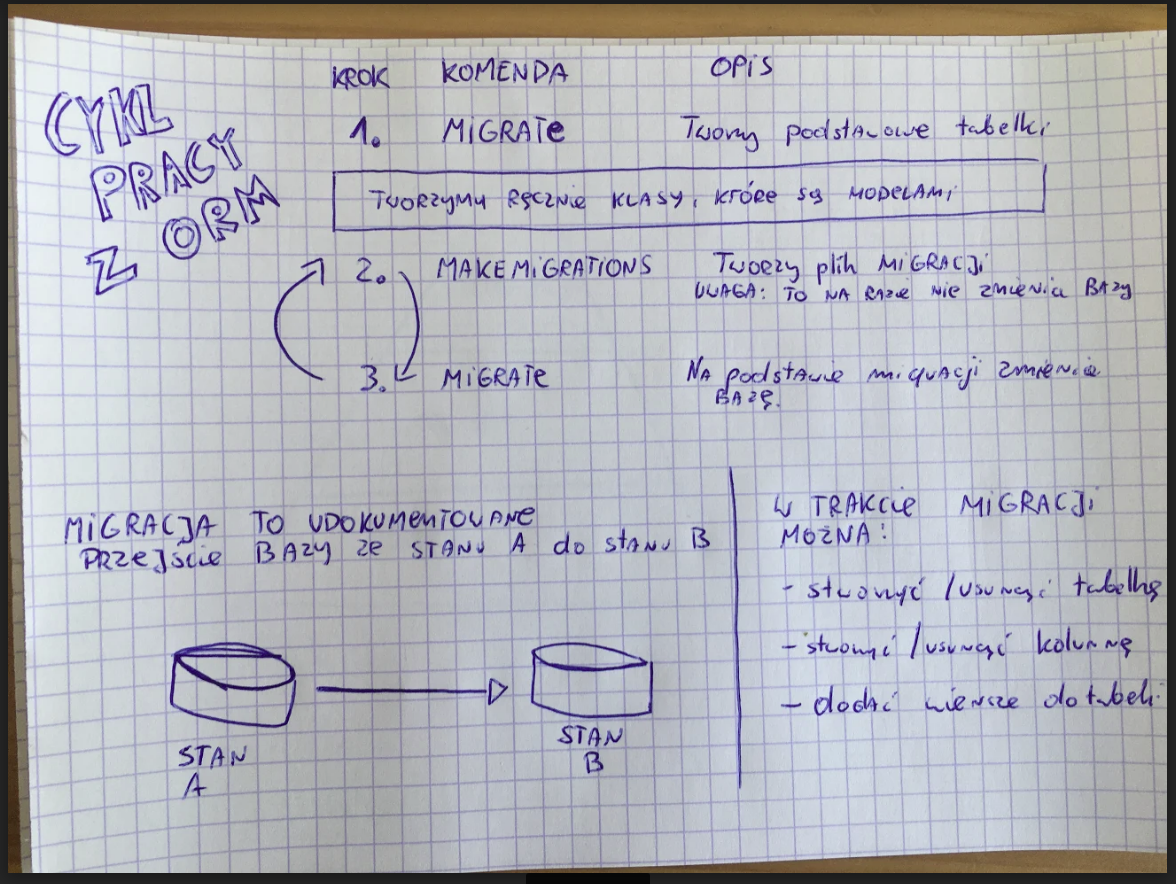 CYKL
PRACY
Z ORM
KROK KOMENDA OPIS
1. MIGRATE Tworzy podstawowe tabelki
TWORZYMY RĘCZNIE KLASY, KTÓRE SĄ MODELAMI
2. MAKEMIGRATIONS TWORZY plik MIGRACJI
UWAGA: TO NA RAZIE NIE ZMIENIA BAZY
3. MIGRATE NA podstawie migracji zmienia
BAZĘ.
MIGRACJA TO UDOKUMENTOWANE
PRZEJŚCIE BAZY ZE STANU A do STANU B
STAN
A
STAN
B
W TRAKCIE MIGRACJI
MOŻNA:
- stworzyć / usunąć tabelkę
- stworzyć / usunąć kolumnę
- dodać wiersze do tabeli